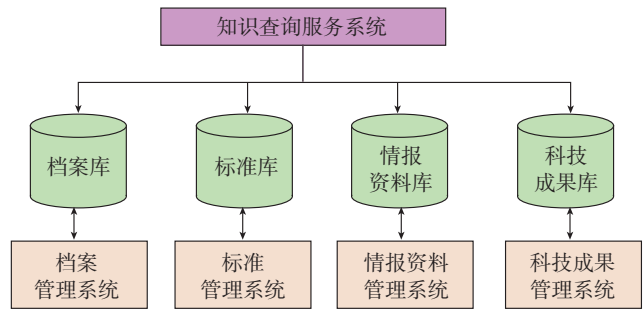 知识查询服务系统
档案库
标准库
情报
资料库
科技
成果库
档案
管理系统
标准
管理系统
情报资料
管理系统
科技成果
管理系统